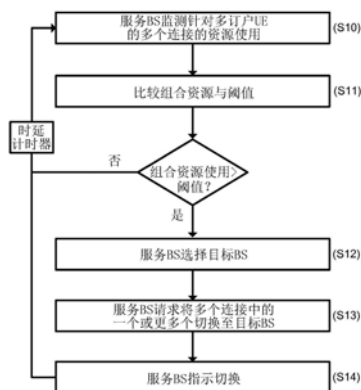 服务BS监测针对多订户UE
的多个连接的资源使用
(S10)
比较组合资源与阈值
(S11)
时延
计时器
否
组合资源使用>
阈值?
是
服务BS选择目标BS
(S12)
服务BS请求将多个连接中的
一个或更多个切换至目标BS
(S13)
服务BS指示切换
(S14)